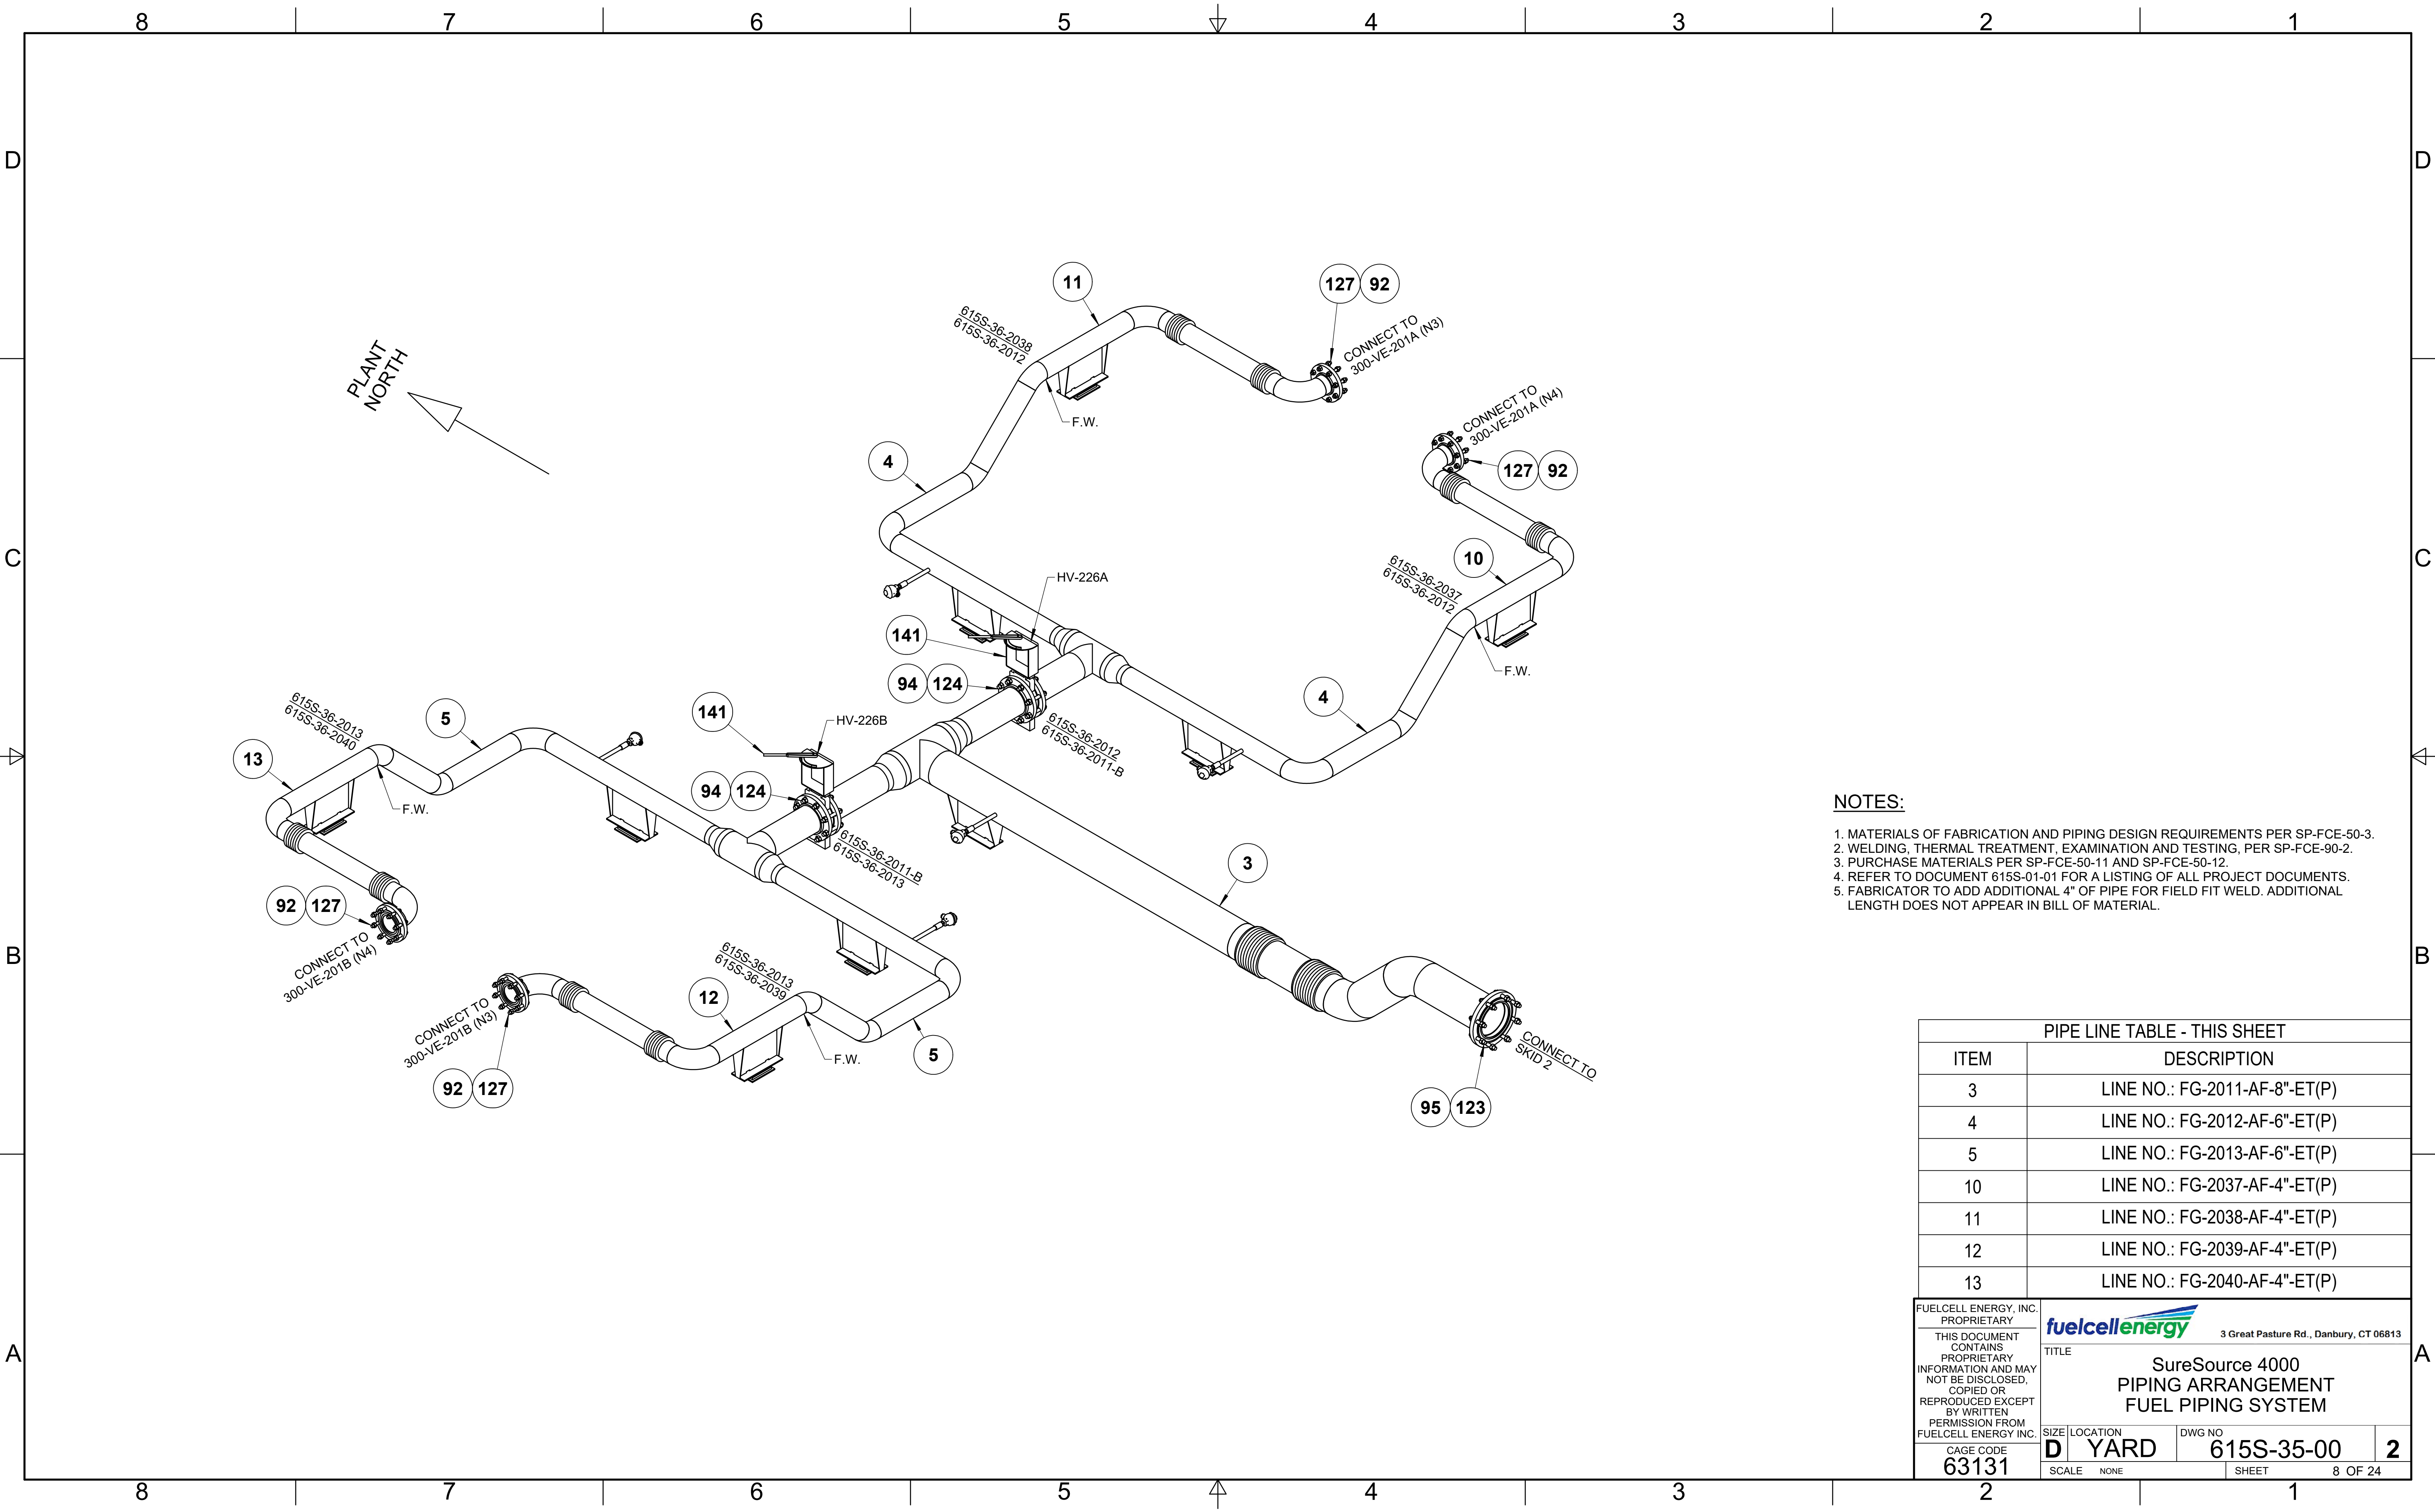 8 7 6 5 4 3 2 1
D
D
C
C
B
B
A
A
PLANT
NORTH
11
615S-36-2038
615S-36-2012
127 92
CONNECT TO
300-VE-201A (N3)
F.W.
4
CONNECT TO
300-VE-201A (N4)
127 92
10
615S-36-2037
615S-36-2012
F.W.
HV-226A
141
94 124
615S-36-2012
615S-36-2011-B
4
141
HV-226B
94 124
615S-36-2011-B
615S-36-2013
615S-36-2013
615S-36-2040
5
13
F.W.
92 127
CONNECT TO
300-VE-201B (N4)
3
615S-36-2013
615S-36-2039
12
CONNECT TO
300-VE-201B (N3)
92 127
F.W.
5
CONNECT TO
SKID 2
95 123
NOTES:
1. MATERIALS OF FABRICATION AND PIPING DESIGN REQUIREMENTS PER SP-FCE-50-3.
2. WELDING, THERMAL TREATMENT, EXAMINATION AND TESTING, PER SP-FCE-90-2.
3. PURCHASE MATERIALS PER SP-FCE-50-11 AND SP-FCE-50-12.
4. REFER TO DOCUMENT 615S-01-01 FOR A LISTING OF ALL PROJECT DOCUMENTS.
5. FABRICATOR TO ADD ADDITIONAL 4" OF PIPE FOR FIELD FIT WELD. ADDITIONAL
LENGTH DOES NOT APPEAR IN BILL OF MATERIAL.
PIPE LINE TABLE - THIS SHEET
ITEM DESCRIPTION
3 LINE NO.: FG-2011-AF-8"-ET(P)
4 LINE NO.: FG-2012-AF-6"-ET(P)
5 LINE NO.: FG-2013-AF-6"-ET(P)
10 LINE NO.: FG-2037-AF-4"-ET(P)
11 LINE NO.: FG-2038-AF-4"-ET(P)
12 LINE NO.: FG-2039-AF-4"-ET(P)
13 LINE NO.: FG-2040-AF-4"-ET(P)
FUELCELL ENERGY, INC.
PROPRIETARY
THIS DOCUMENT
CONTAINS
PROPRIETARY
INFORMATION AND MAY
NOT BE DISCLOSED,
COPIED OR
REPRODUCED EXCEPT
BY WRITTEN
PERMISSION FROM
FUELCELL ENERGY INC.
CAGE CODE
63131
fuelcellenergy
3 Great Pasture Rd., Danbury, CT 06813
TITLE
SureSource 4000
PIPING ARRANGEMENT
FUEL PIPING SYSTEM
SIZE LOCATION DWG NO
D YARD 615S-35-00 2
SCALE NONE SHEET 8 OF 24
8 7 6 5 4 3 2 1